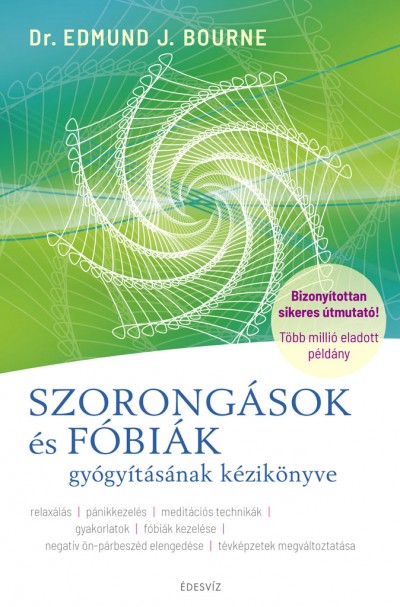 Dr. EDMUND J. BOURNE
Bizonyítottan
sikeres útmutató!
Több millió eladott
példány
SZORONGÁSOK
és FÓBIÁK
gyógyításának kézikönyve
relaxálás | pánikkezelés | meditációs technikák |
gyakorlatok | fóbiák kezelése |
negatív ön-párbeszéd elengedése | tévképzetek megváltoztatása
ÉDESVÍZ